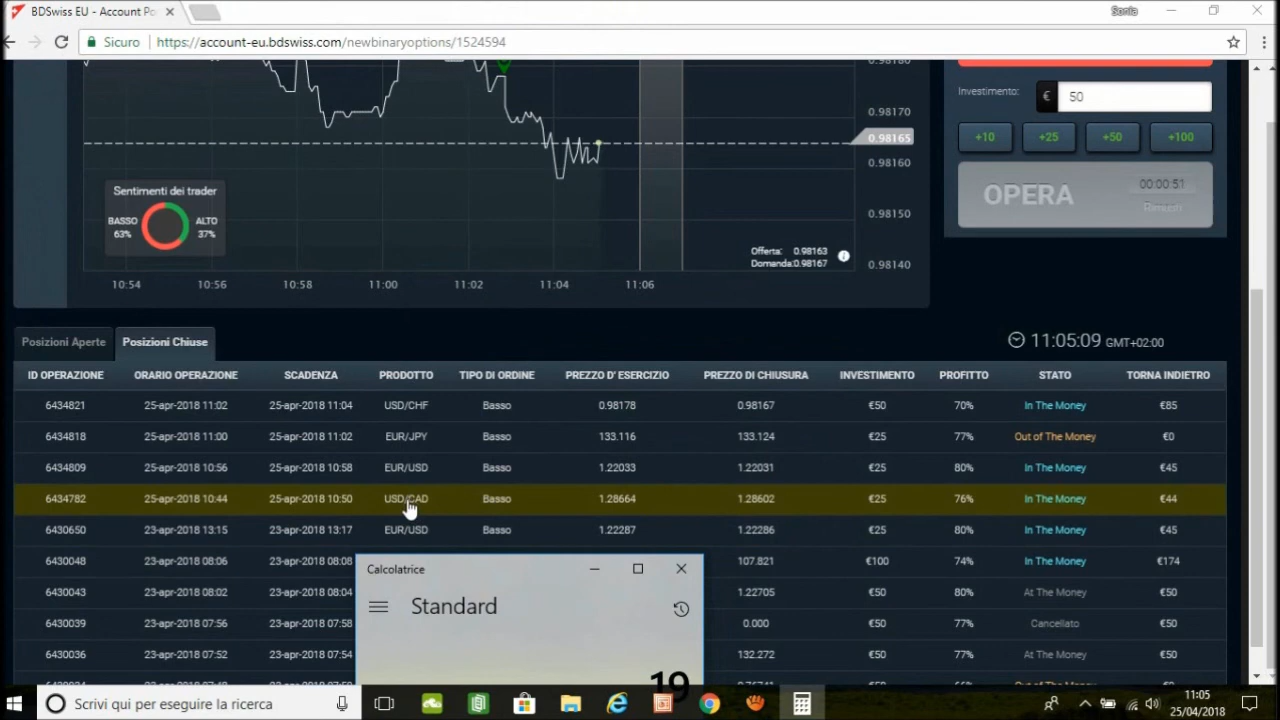 BDSwiss EU - Account Po
Sonia
Sicuro https://account-eu.bdswiss.com/newbinaryoptions/1524594
0.98180
0.98170
0.98165
0.98160
0.98150
0.98140
Sentimenti dei trader
BASSO 63% ALTO 37%
Offerta: 0.98163
Domanda:0.98167
10:54 10:56 10:58 11:00 11:02 11:04 11:06
Investimento: € 50
+10 +25 +50 +100
OPERA 00:00:51
Rimasti
Posizioni Aperte Posizioni Chiuse 11:05:09 GMT+02:00
ID OPERAZIONE ORARIO OPERAZIONE SCADENZA PRODOTTO TIPO DI ORDINE PREZZO D' ESERCIZIO PREZZO DI CHIUSURA INVESTIMENTO PROFITTO STATO TORNA INDIETRO
6434821 25-apr-2018 11:02 25-apr-2018 11:04 USD/CHF Basso 0.98178 0.98167 €50 70% In The Money €85
6434818 25-apr-2018 11:00 25-apr-2018 11:02 EUR/JPY Basso 133.116 133.124 €25 77% Out of The Money €0
6434809 25-apr-2018 10:56 25-apr-2018 10:58 EUR/USD Basso 1.22033 1.22031 €25 80% In The Money €45
6434782 25-apr-2018 10:44 25-apr-2018 10:50 USD/CAD Basso 1.28664 1.28602 €25 76% In The Money €44
6430650 23-apr-2018 13:15 23-apr-2018 13:17 EUR/USD Basso 1.22287 1.22286 €25 80% In The Money €45
6430048 23-apr-2018 08:06 23-apr-2018 08:08 107.821 €100 74% In The Money €174
6430043 23-apr-2018 08:02 23-apr-2018 08:04 1.22705 €50 80% At The Money €50
6430039 23-apr-2018 07:56 23-apr-2018 07:58 0.000 €50 77% Cancellato €50
6430036 23-apr-2018 07:52 23-apr-2018 07:54 132.272 €50 77% At The Money €50
Calcolatrice
Standard
19
Scrivi qui per eseguire la ricerca
11:05
25/04/2018